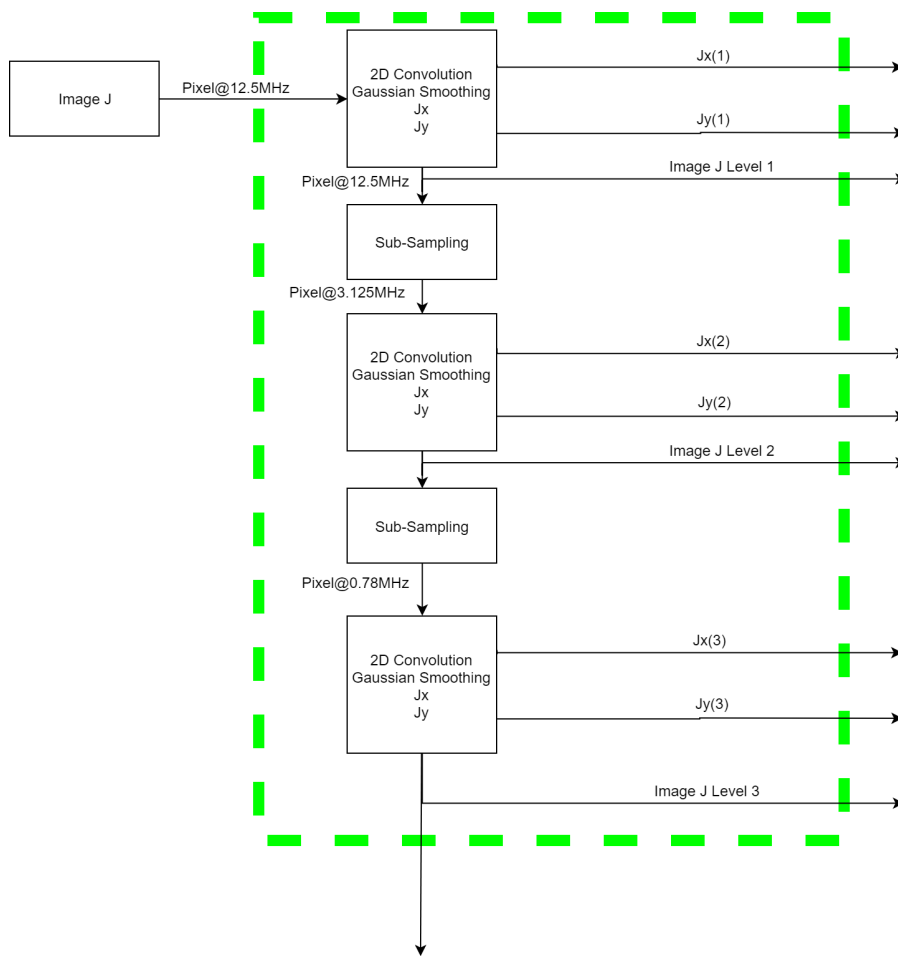 Image J
Pixel@12.5MHz
2D Convolution
Gaussian Smoothing
Jx
Jy
Jx(1)
Jy(1)
Pixel@12.5MHz
Image J Level 1
Sub-Sampling
Pixel@3.125MHz
2D Convolution
Gaussian Smoothing
Jx
Jy
Jx(2)
Jy(2)
Image J Level 2
Sub-Sampling
Pixel@0.78MHz
2D Convolution
Gaussian Smoothing
Jx
Jy
Jx(3)
Jy(3)
Image J Level 3